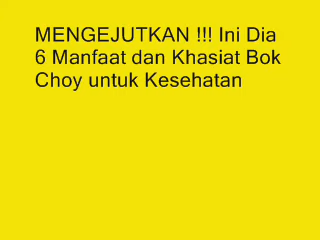 MENGEJUTKAN !!! Ini Dia
6 Manfaat dan Khasiat Bok
Choy untuk Kesehatan